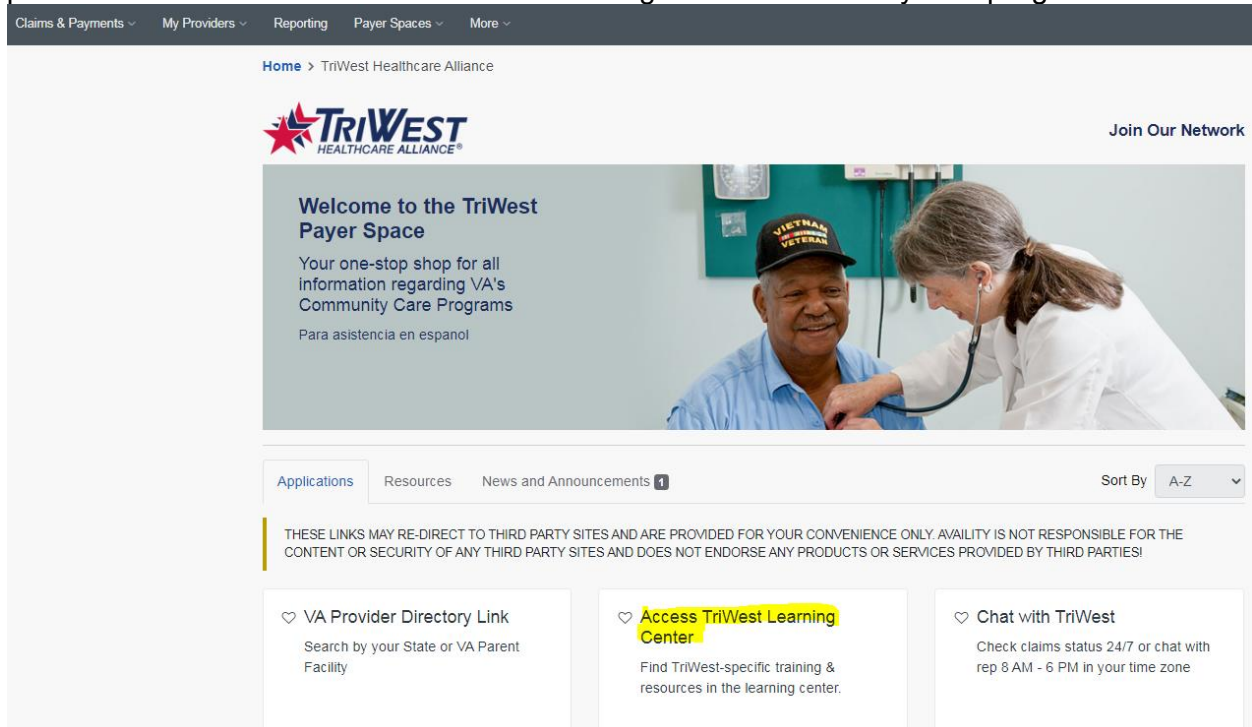 Claims & Payments My Providers Reporting Payer Spaces More
Home > TriWest Healthcare Alliance
TRIWEST
HEALTHCARE ALLIANCE®
Join Our Network
Welcome to the TriWest
Payer Space
Your one-stop shop for all
information regarding VA's
Community Care Programs
Para asistencia en espanol
VIETNAM
VETERAN
Applications Resources News and Announcements 1 Sort By A-Z
THESE LINKS MAY RE-DIRECT TO THIRD PARTY SITES AND ARE PROVIDED FOR YOUR CONVENIENCE ONLY. AVAILITY IS NOT RESPONSIBLE FOR THE
CONTENT OR SECURITY OF ANY THIRD PARTY SITES AND DOES NOT ENDORSE ANY PRODUCTS OR SERVICES PROVIDED BY THIRD PARTIES!
VA Provider Directory Link
Search by your State or VA Parent
Facility
Access TriWest Learning
Center
Find TriWest-specific training &
resources in the learning center.
Chat with TriWest
Check claims status 24/7 or chat with
rep 8 AM - 6 PM in your time zone